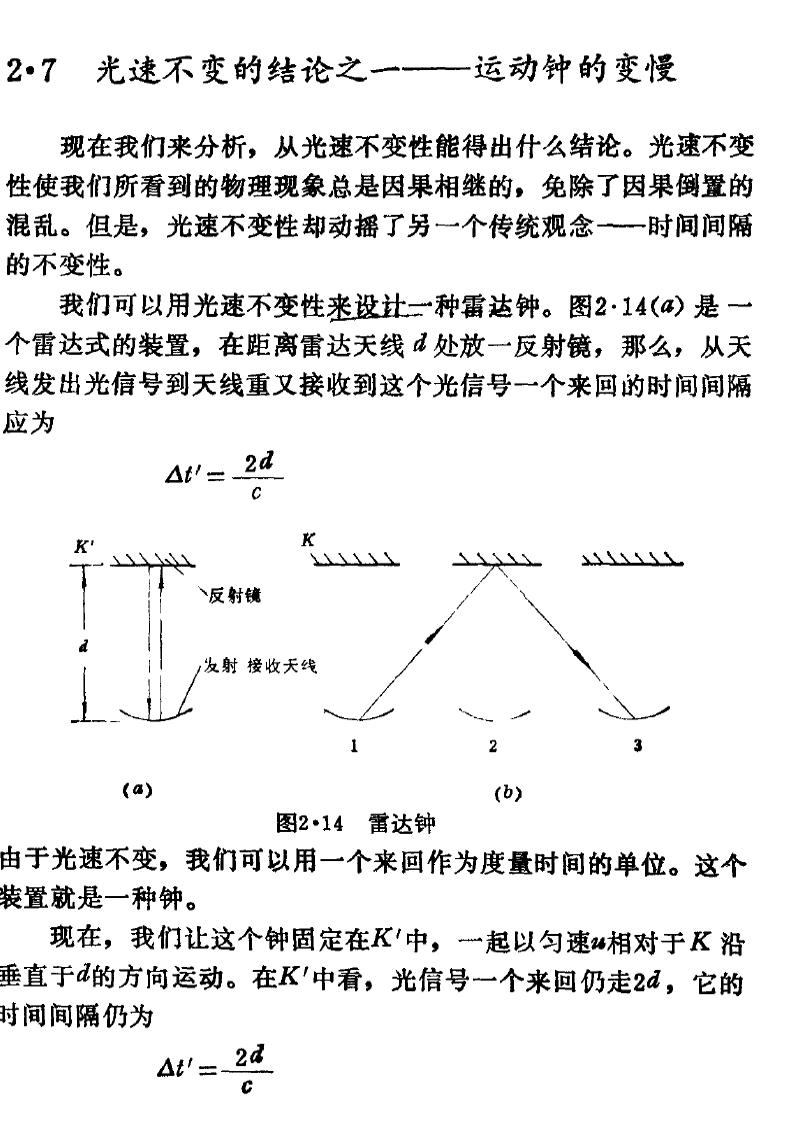 2·7 光速不变的结论之一——运动钟的变慢
现在我们来分析，从光速不变性能得出什么结论。光速不变
性使我们所看到的物理现象总是因果相继的，免除了因果倒置的
混乱。但是，光速不变性却动摇了另一个传统观念——时间间隔
的不变性。
我们可以用光速不变性来设计一种雷达钟。图2·14(a)是一
个雷达式的装置，在距离雷达天线d处放一反射镜，那么，从天
线发出光信号到天线重又接收到这个光信号一个来回的时间间隔
应为
Δt′= 2d/c
K′
反射镜
d
发射 接收天线
(a)
K
1 2 3
(b)
图2·14 雷达钟
由于光速不变，我们可以用一个来回作为度量时间的单位。这个
装置就是一种钟。
现在，我们让这个钟固定在K′中，一起以匀速u相对于K沿
垂直于d的方向运动。在K′中看，光信号一个来回仍走2d，它的
时间间隔仍为
Δt′= 2d/c